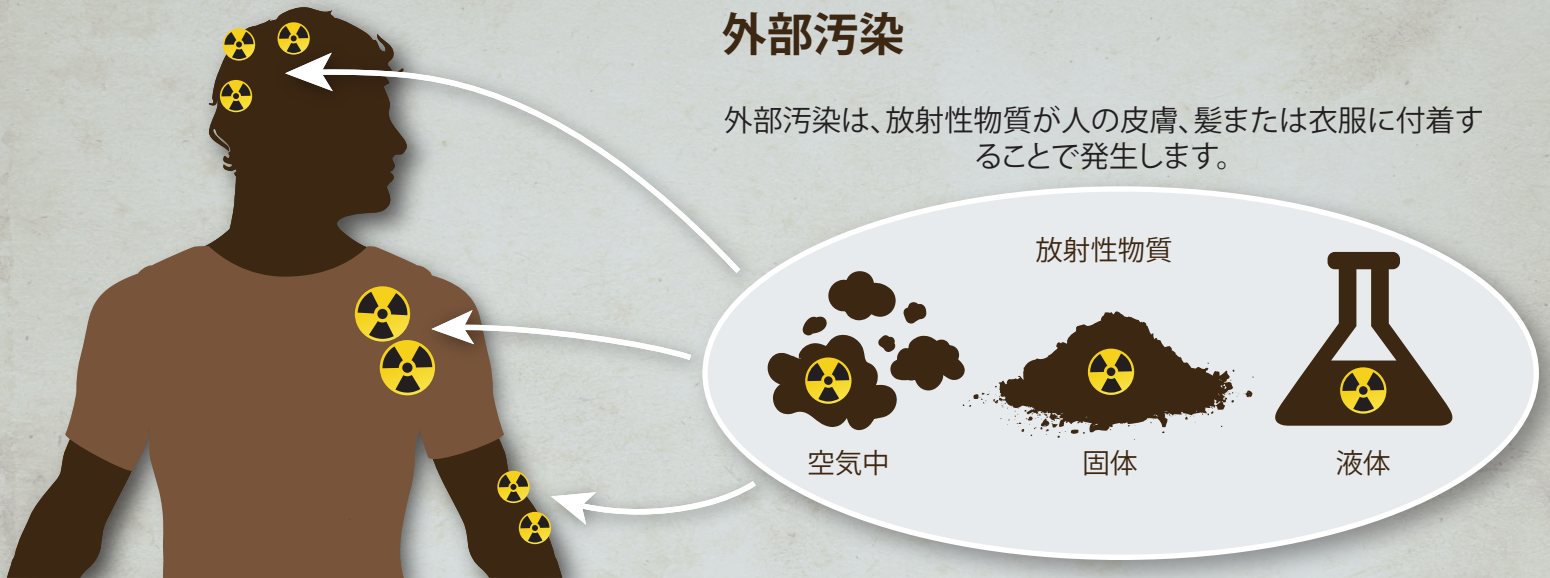 外部汚染
外部汚染は、放射性物質が人の皮膚、髪または衣服に付着す
ることで発生します。
放射性物質
空気中
固体
液体